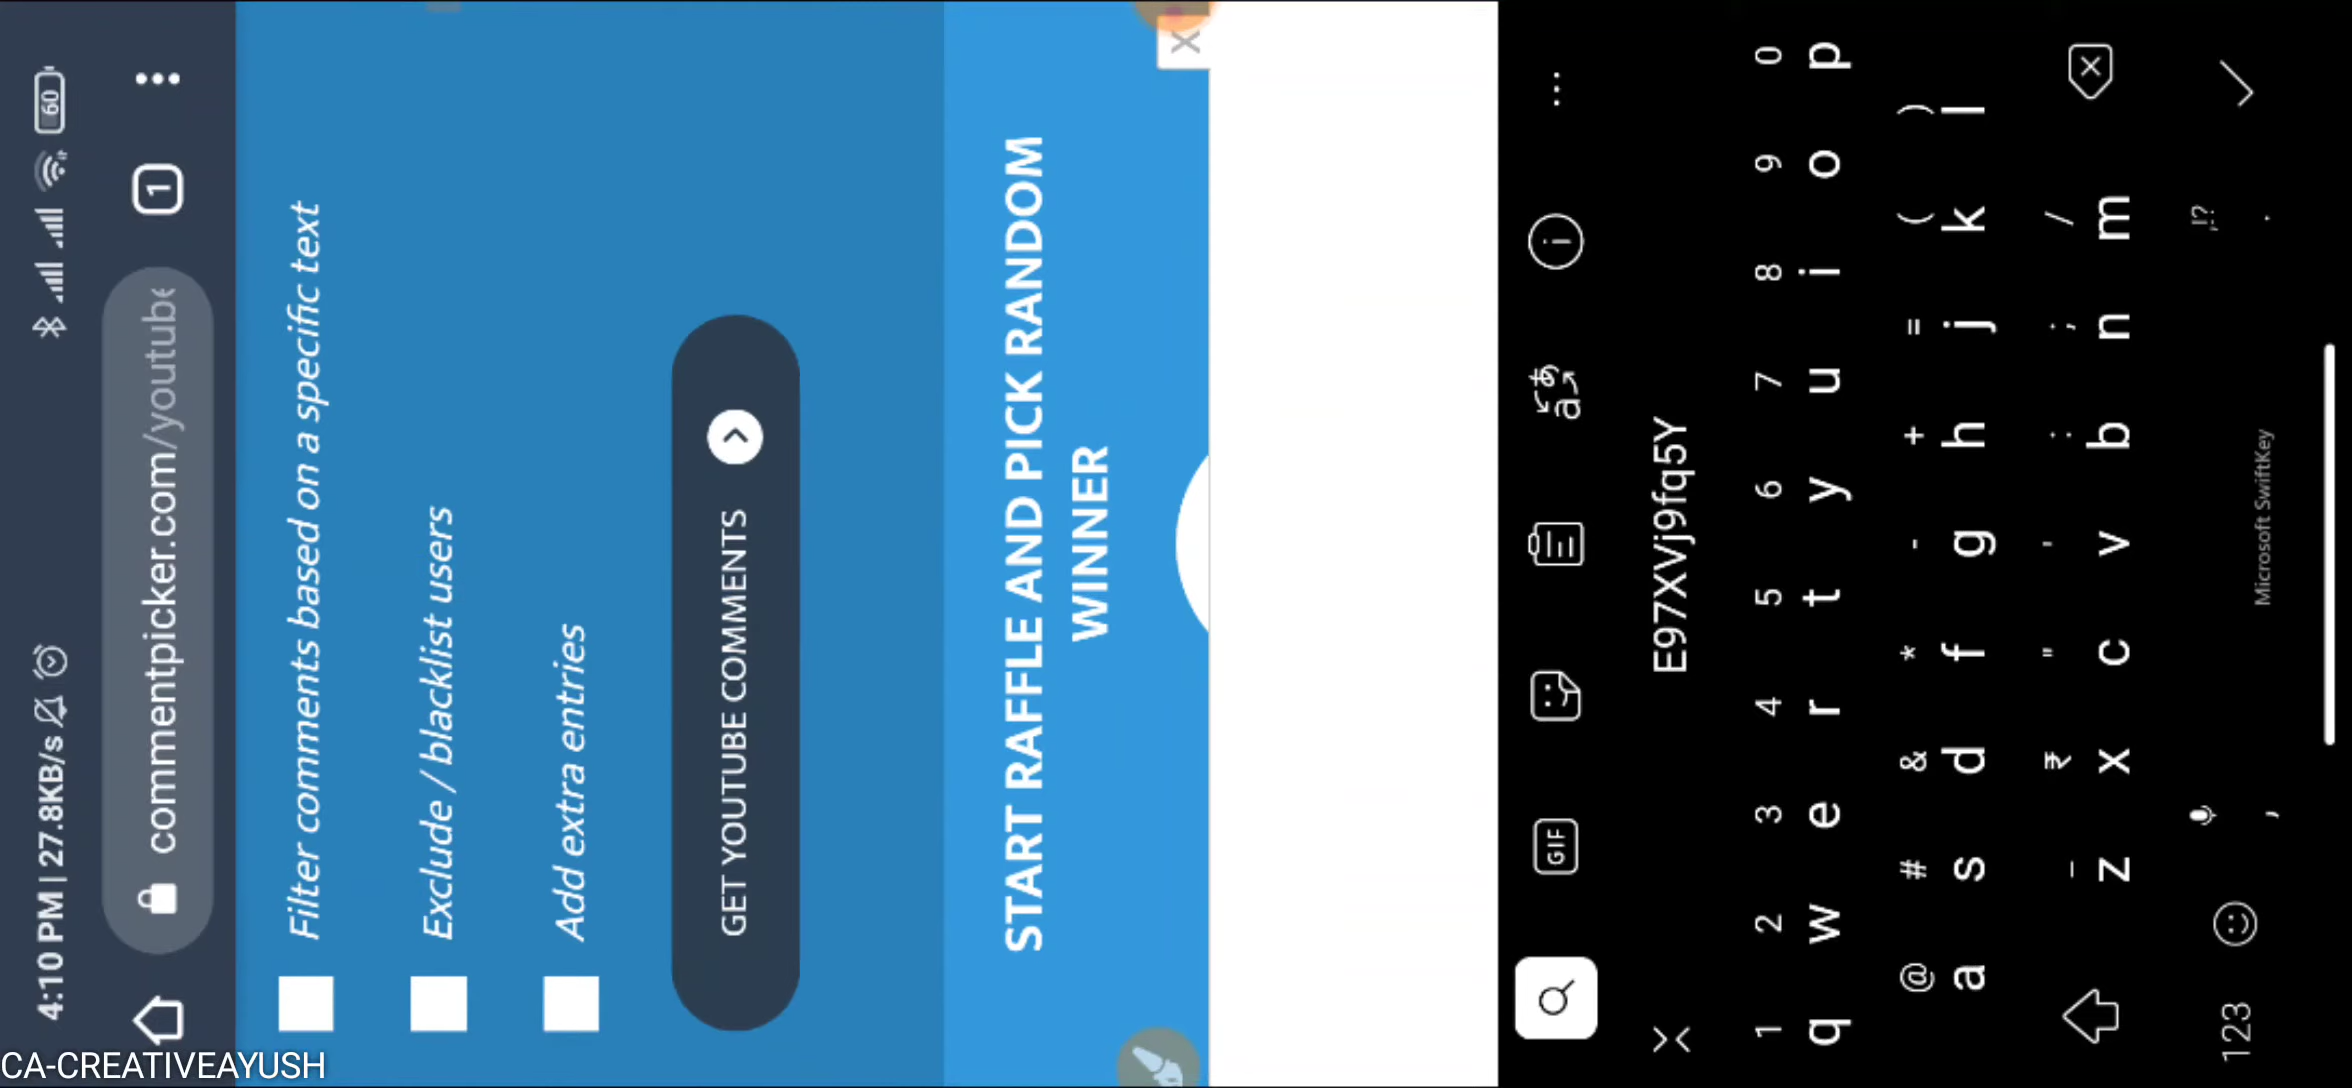 4:10 PM | 27.8KB/s
60
commentpicker.com/youtube
1
Filter comments based on a specific text
Exclude / blacklist users
Add extra entries
GET YOUTUBE COMMENTS
START RAFFLE AND PICK RANDOM
WINNER
X
GIF
E97XVj9fq5Y
1 2 3 4 5 6 7 8 9 0
q w e r t y u i o p
@ # & * - + = ( )
a s d f g h j k l
_ ₹ " ' : ; /
z x c v b n m
,!?
123 , Microsoft SwiftKey .
CA-CREATIVEAYUSH